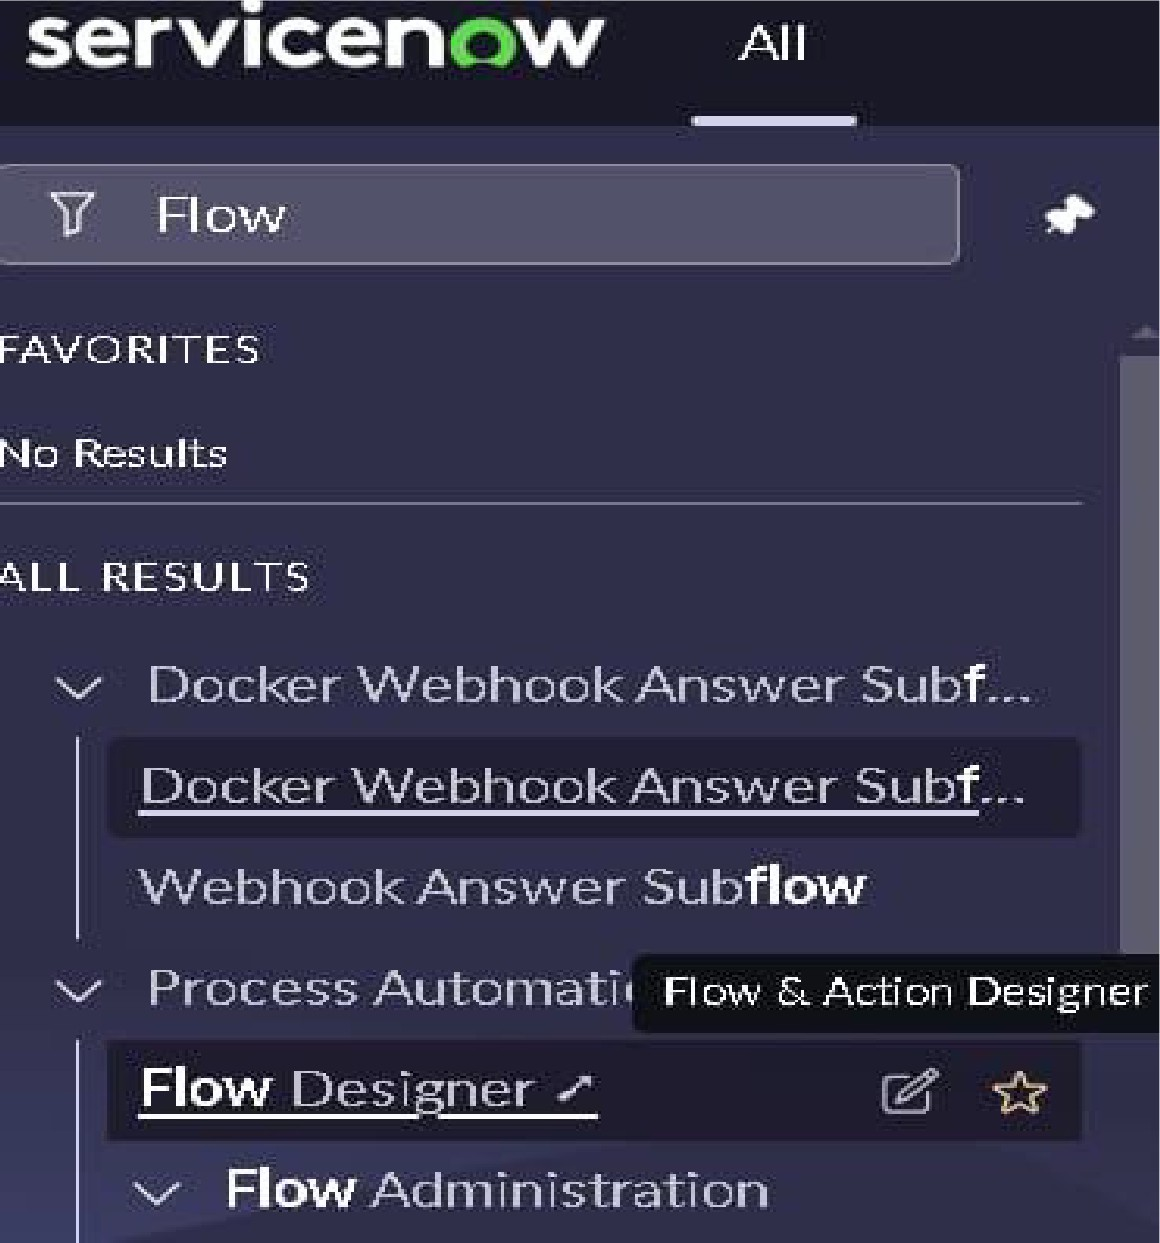 servicenow All
Flow
FAVORITES
No Results
ALL RESULTS
Docker Webhook Answer Subf...
Docker Webhook Answer Subf...
Webhook Answer Subflow
Process Automati
Flow & Action Designer
Flow Designer
Flow Administration